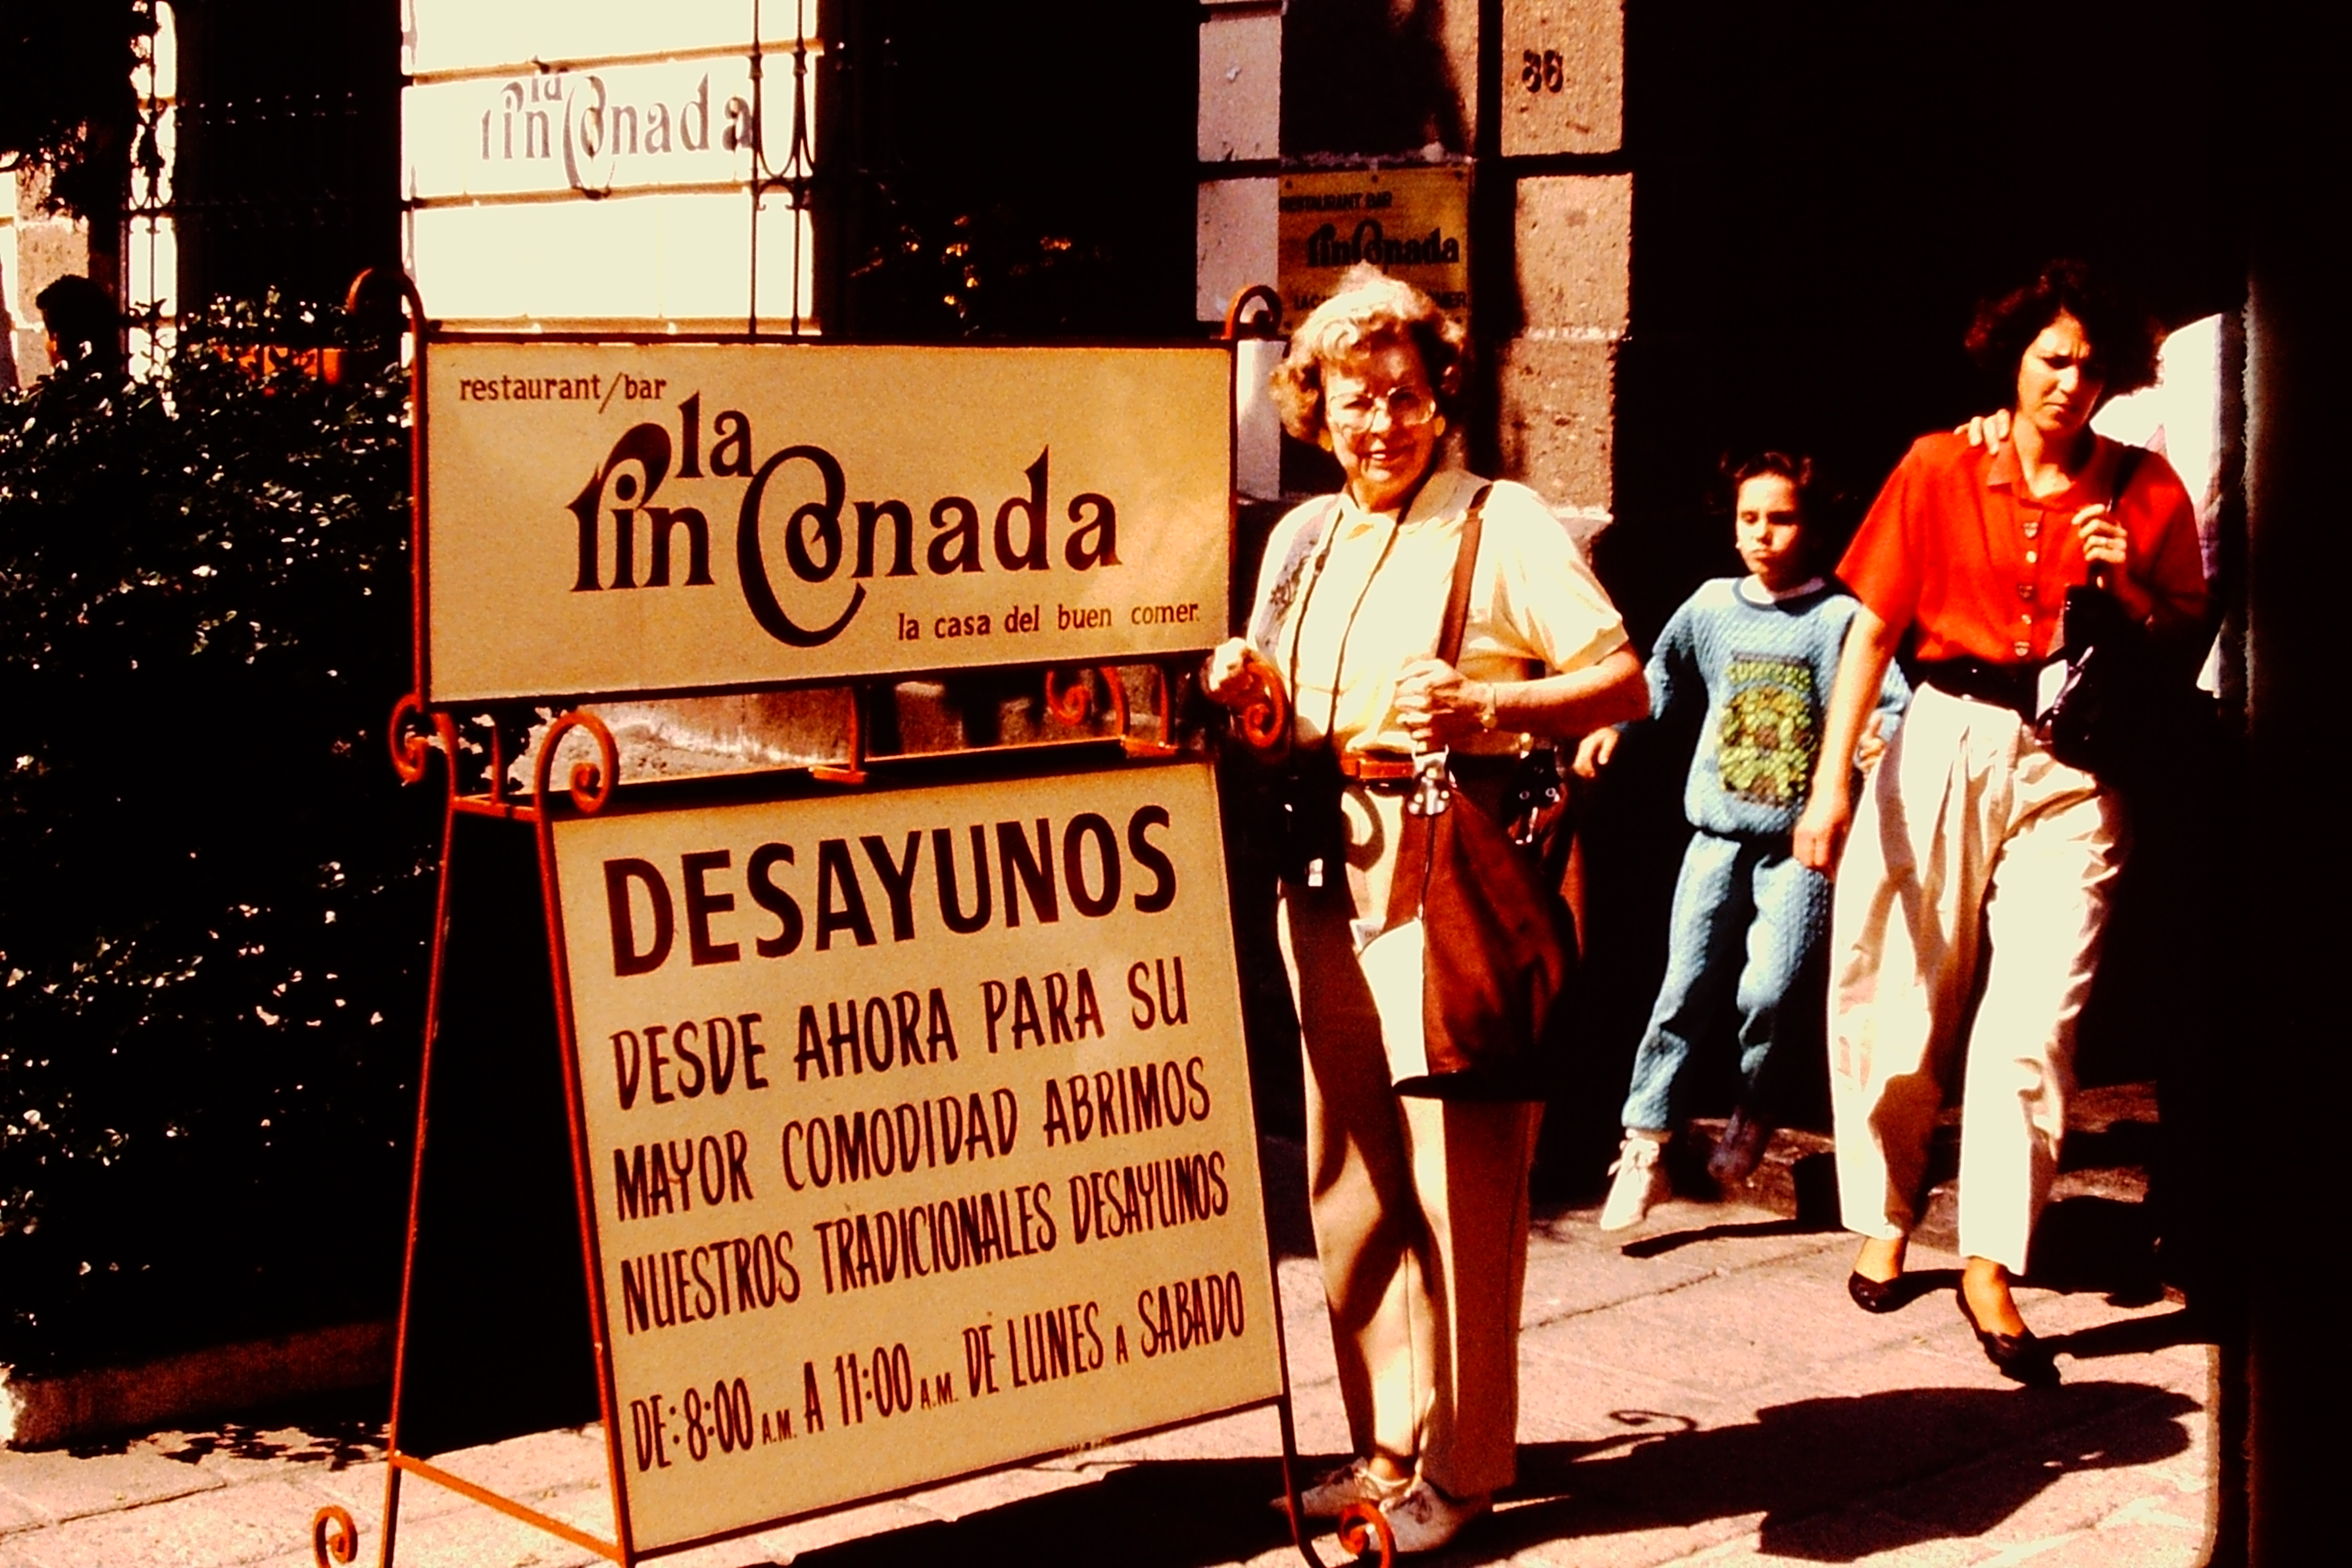 la
rinConada
86
RESTAURANT BAR
rinConada
restaurant/bar
la
rinConada
la casa del buen comer.
DESAYUNOS
DESDE AHORA PARA SU
MAYOR COMODIDAD ABRIMOS
NUESTROS TRADICIONALES DESAYUNOS
DE: 8:00 A.M. A 11:00 A.M. DE LUNES A SABADO